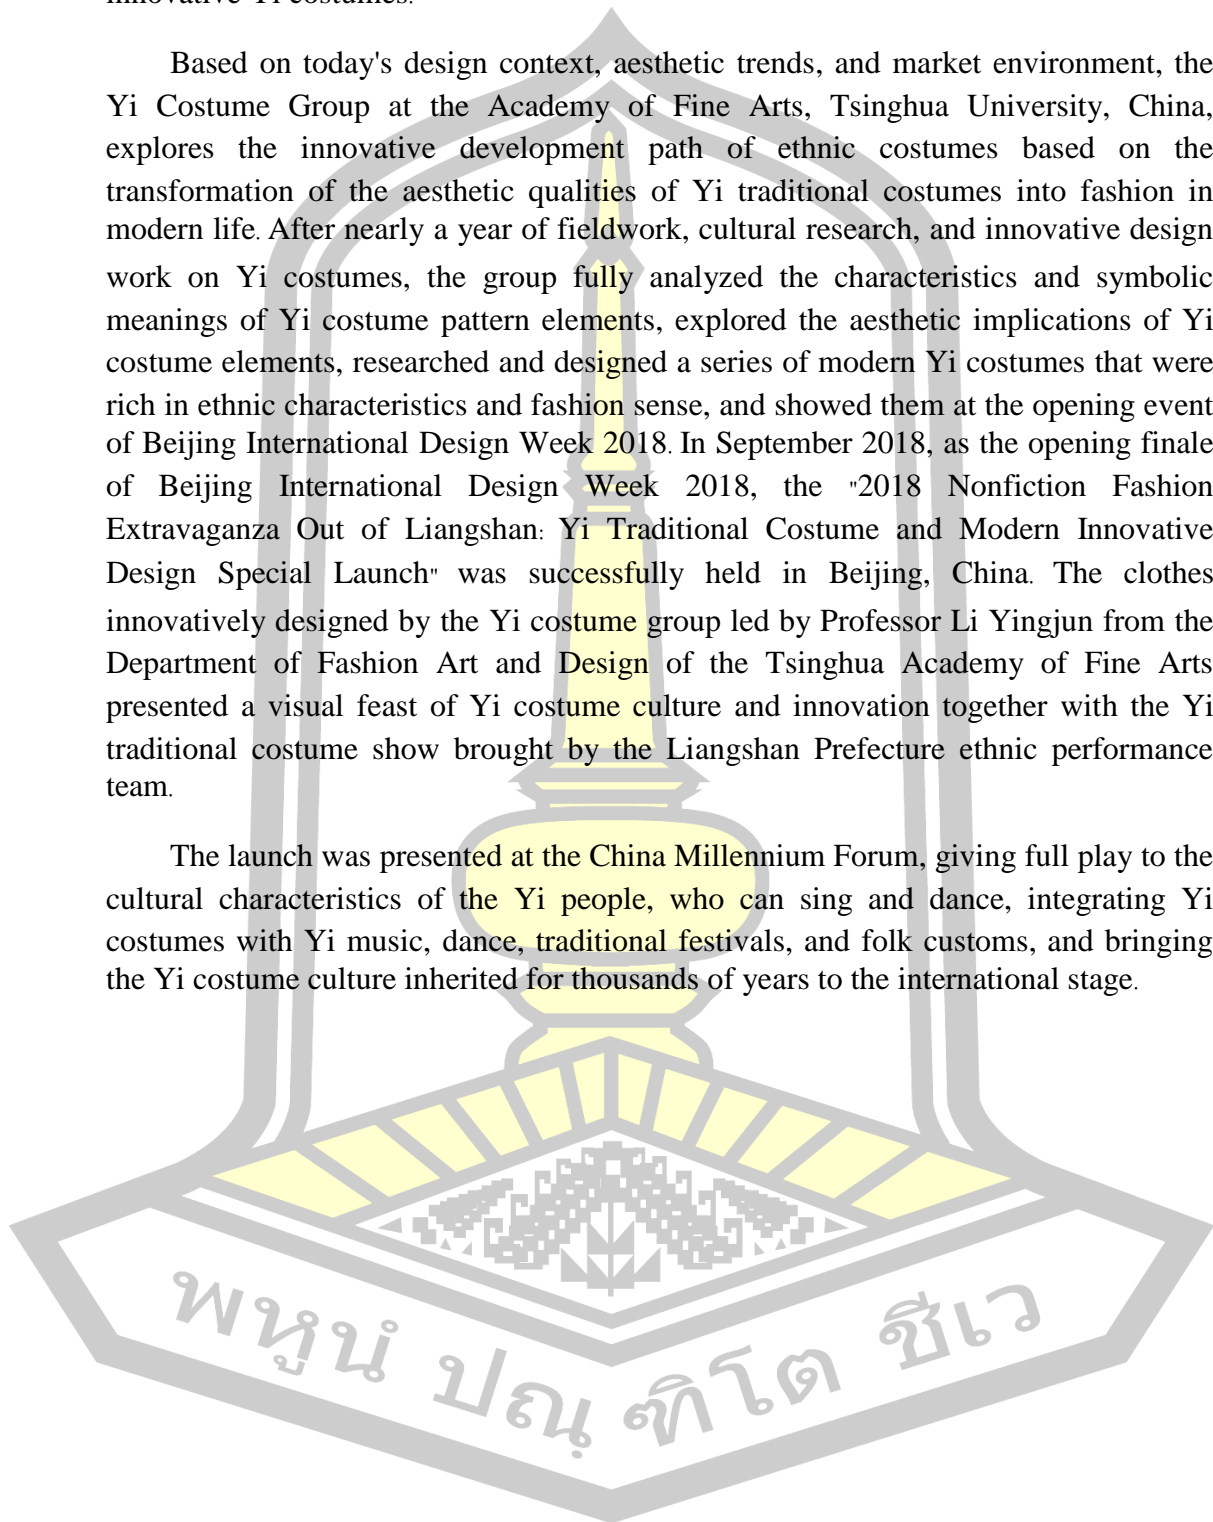 innovative Yi costumes.
Based on today's design context, aesthetic trends, and market environment, the
Yi Costume Group at the Academy of Fine Arts, Tsinghua University, China,
explores the innovative development path of ethnic costumes based on the
transformation of the aesthetic qualities of Yi traditional costumes into fashion in
modern life. After nearly a year of fieldwork, cultural research, and innovative design
work on Yi costumes, the group fully analyzed the characteristics and symbolic
meanings of Yi costume pattern elements, explored the aesthetic implications of Yi
costume elements, researched and designed a series of modern Yi costumes that were
rich in ethnic characteristics and fashion sense, and showed them at the opening event
of Beijing International Design Week 2018. In September 2018, as the opening finale
of Beijing International Design Week 2018, the "2018 Nonfiction Fashion
Extravaganza Out of Liangshan: Yi Traditional Costume and Modern Innovative
Design Special Launch" was successfully held in Beijing, China. The clothes
innovatively designed by the Yi costume group led by Professor Li Yingjun from the
Department of Fashion Art and Design of the Tsinghua Academy of Fine Arts
presented a visual feast of Yi costume culture and innovation together with the Yi
traditional costume show brought by the Liangshan Prefecture ethnic performance
team.
The launch was presented at the China Millennium Forum, giving full play to the
cultural characteristics of the Yi people, who can sing and dance, integrating Yi
costumes with Yi music, dance, traditional festivals, and folk customs, and bringing
the Yi costume culture inherited for thousands of years to the international stage.
พหูนํ ปณฺฑิโต ชีเว